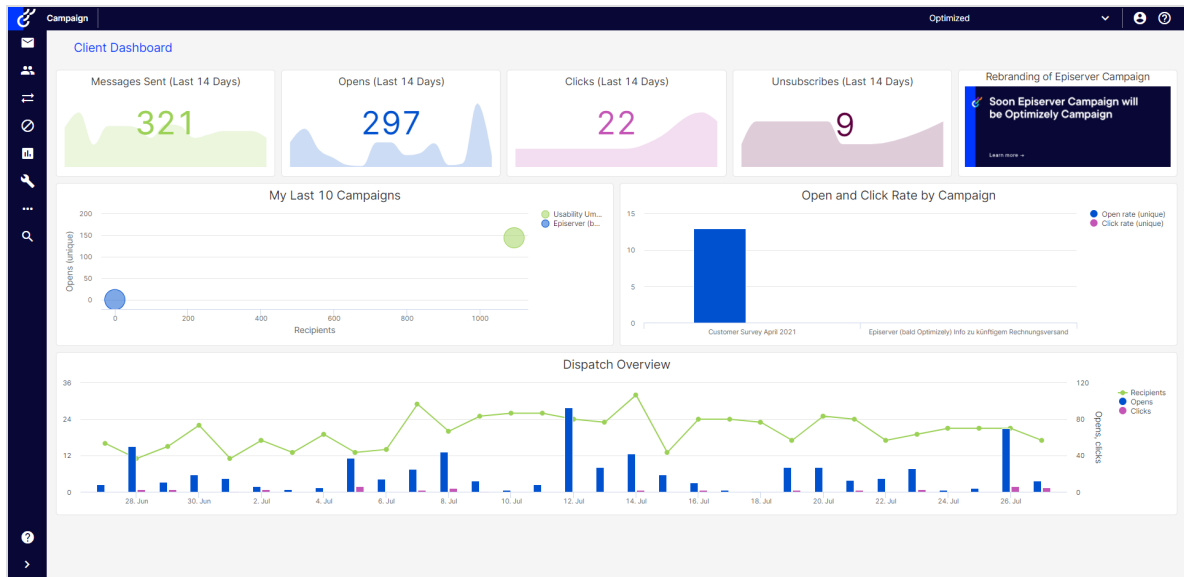 Campaign
Optimized
Client Dashboard
Messages Sent (Last 14 Days)
321
Opens (Last 14 Days)
297
Clicks (Last 14 Days)
22
Unsubscribes (Last 14 Days)
9
Rebranding of Episerver Campaign
Soon Episerver Campaign will
be Optimizely Campaign
Learn more →
My Last 10 Campaigns
200
150
100
50
0
Opens (unique)
0 200 400 600 800 1000
Recipients
Usability Um...
Episerver (b...
Open and Click Rate by Campaign
15
10
5
0
Customer Survey April 2021
Episerver (bald Optimizely) Info zu künftigem Rechnungsversand
Open rate (unique)
Click rate (unique)
Dispatch Overview
36
24
12
0
28. Jun 30. Jun 2. Jul 4. Jul 6. Jul 8. Jul 10. Jul 12. Jul 14. Jul 16. Jul 18. Jul 20. Jul 22. Jul 24. Jul 26. Jul
120
80
40
0
Opens, clicks
Recipients
Opens
Clicks